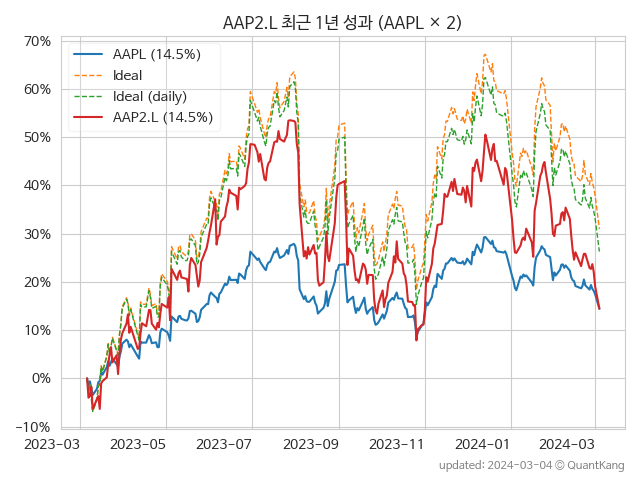 AAP2.L 최근 1년 성과 (AAPL × 2)
70%
60%
50%
40%
30%
20%
10%
0%
−10%
AAPL (14.5%)
Ideal
Ideal (daily)
AAP2.L (14.5%)
2023-03
2023-05
2023-07
2023-09
2023-11
2024-01
2024-03
updated: 2024-03-04 © QuantKang